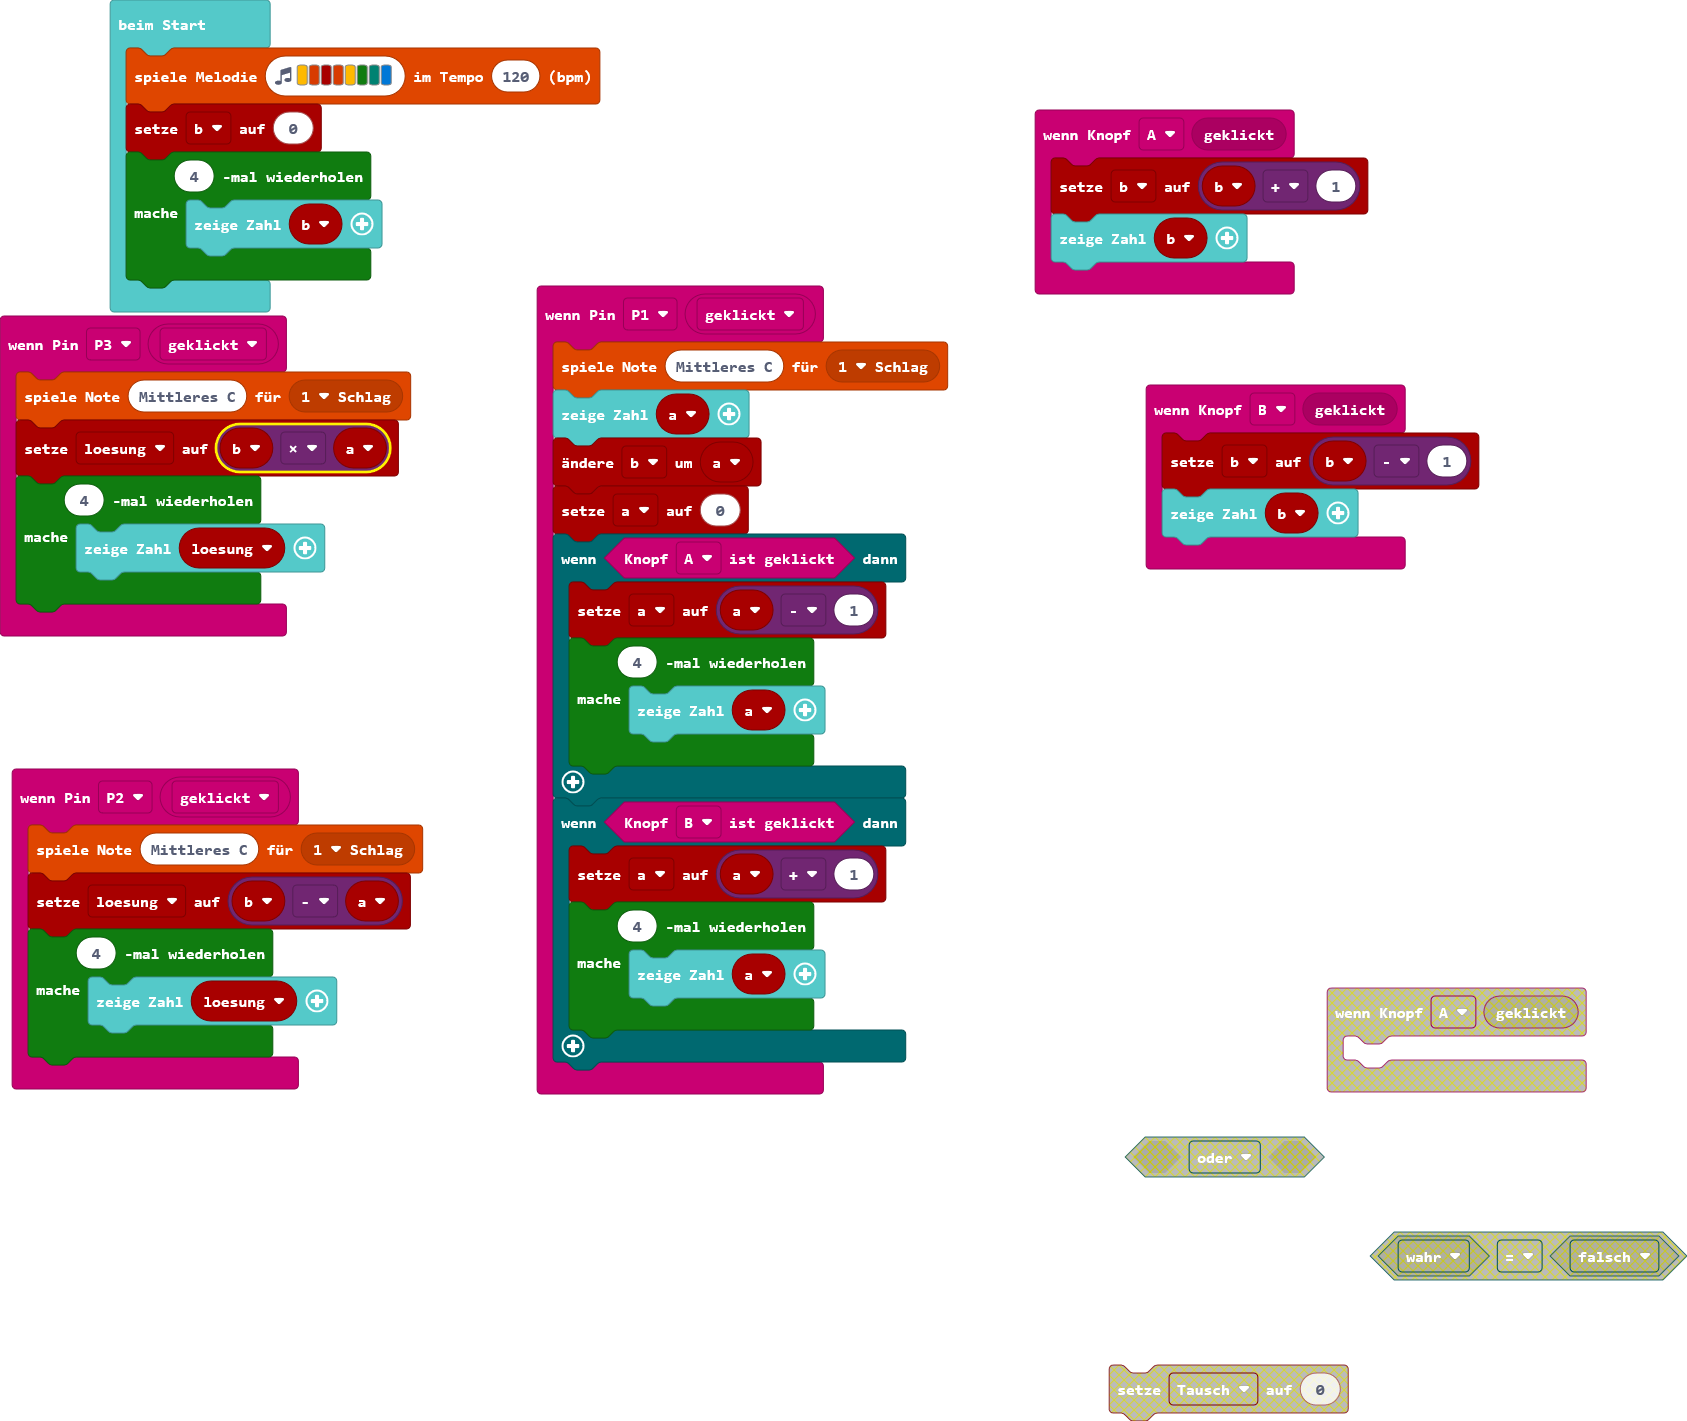 beim Start
spiele Melodie im Tempo 120 (bpm)
setze b auf 0
4 -mal wiederholen
mache
zeige Zahl b
wenn Pin P3 geklickt
spiele Note Mittleres C für 1 Schlag
setze loesung auf b × a
4 -mal wiederholen
mache
zeige Zahl loesung
wenn Pin P2 geklickt
spiele Note Mittleres C für 1 Schlag
setze loesung auf b - a
4 -mal wiederholen
mache
zeige Zahl loesung
wenn Pin P1 geklickt
spiele Note Mittleres C für 1 Schlag
zeige Zahl a
ändere b um a
setze a auf 0
wenn Knopf A ist geklickt dann
setze a auf a - 1
4 -mal wiederholen
mache
zeige Zahl a
wenn Knopf B ist geklickt dann
setze a auf a + 1
4 -mal wiederholen
mache
zeige Zahl a
wenn Knopf A geklickt
setze b auf b + 1
zeige Zahl b
wenn Knopf B geklickt
setze b auf b - 1
zeige Zahl b
wenn Knopf A geklickt
oder
wahr = falsch
setze Tausch auf 0